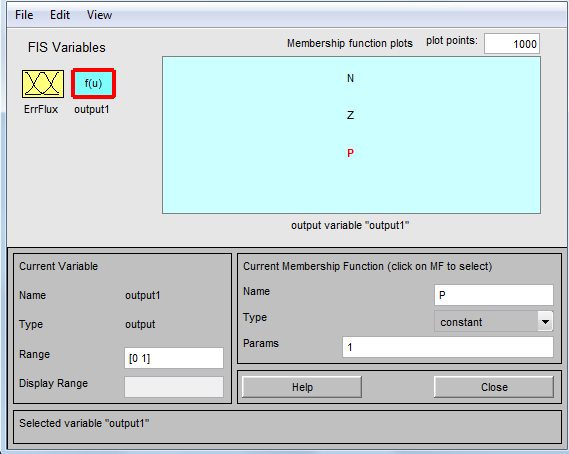 File Edit View
FIS Variables
Membership function plots plot points: 1000
f(u)
ErrFlux output1
N
Z
P
output variable "output1"
Current Variable
Name output1
Type output
Range [0 1]
Display Range
Current Membership Function (click on MF to select)
Name P
Type constant
Params 1
Help Close
Selected variable "output1"